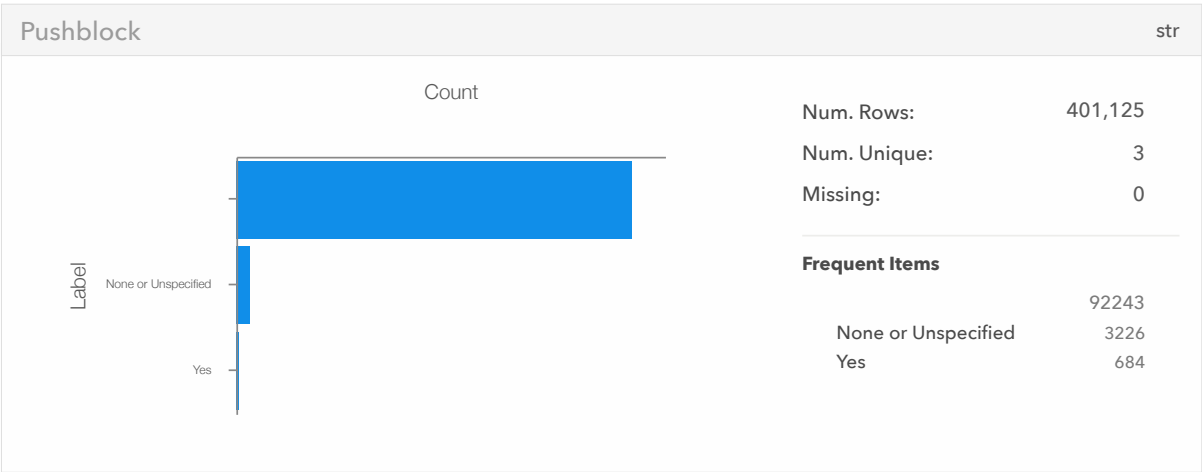 Pushblock
str
Count
Label
None or Unspecified
Yes
Num. Rows: 401,125
Num. Unique: 3
Missing: 0
Frequent Items
92243
None or Unspecified 3226
Yes 684